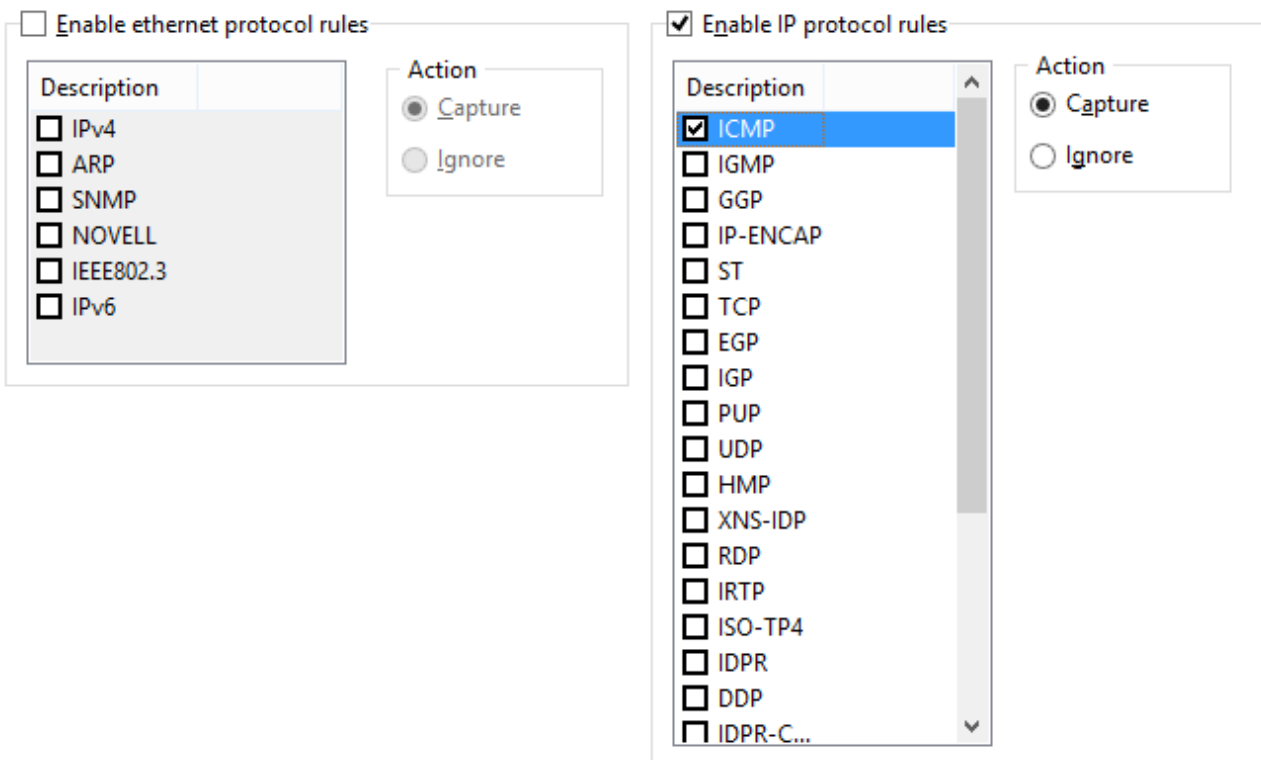 Enable ethernet protocol rules
Description
IPv4
ARP
SNMP
NOVELL
IEEE802.3
IPv6
Action
Capture
Ignore
Enable IP protocol rules
Description
ICMP
IGMP
GGP
IP-ENCAP
ST
TCP
EGP
IGP
PUP
UDP
HMP
XNS-IDP
RDP
IRTP
ISO-TP4
IDPR
DDP
IDPR-C...
Action
Capture
Ignore